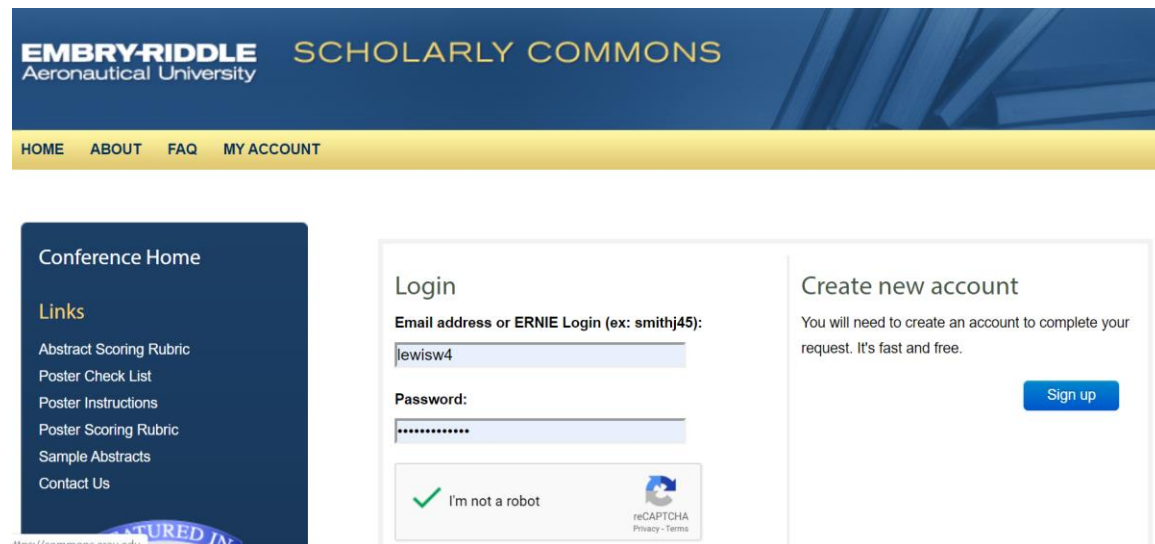 EMBRY-RIDDLE
Aeronautical University
SCHOLARLY COMMONS
HOME ABOUT FAQ MY ACCOUNT
Conference Home
Links
Abstract Scoring Rubric
Poster Check List
Poster Instructions
Poster Scoring Rubric
Sample Abstracts
Contact Us
Login
Email address or ERNIE Login (ex: smithj45):
lewisw4
Password:
•••••••••••••
I'm not a robot
reCAPTCHA
Privacy - Terms
Create new account
You will need to create an account to complete your
request. It's fast and free.
Sign up